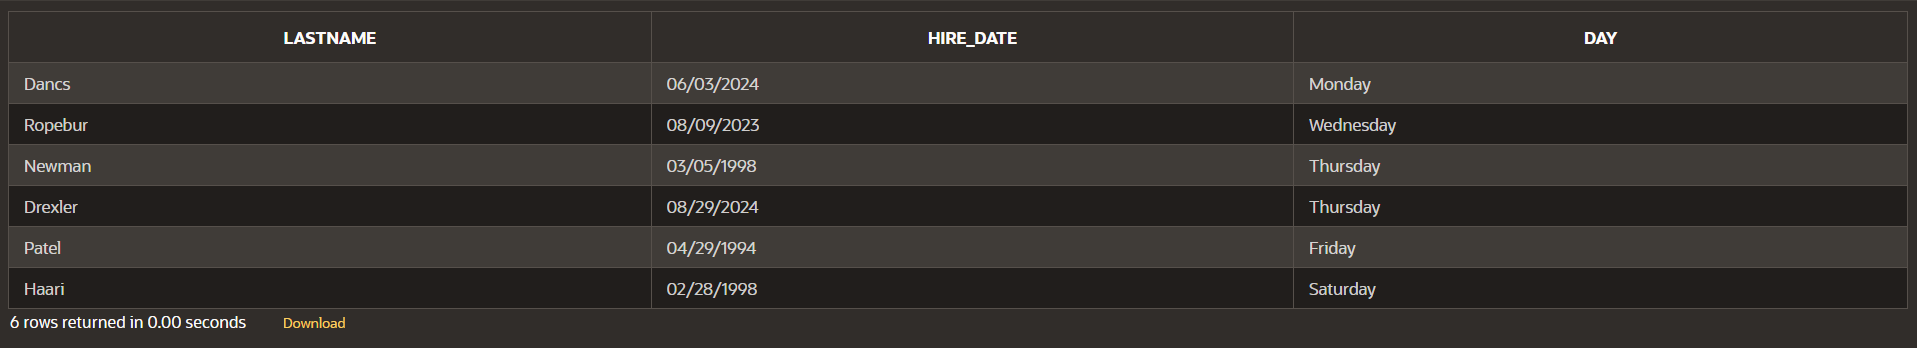 LASTNAME HIRE_DATE DAY
Dancs 06/03/2024 Monday
Ropebur 08/09/2023 Wednesday
Newman 03/05/1998 Thursday
Drexler 08/29/2024 Thursday
Patel 04/29/1994 Friday
Haari 02/28/1998 Saturday
6 rows returned in 0.00 seconds Download